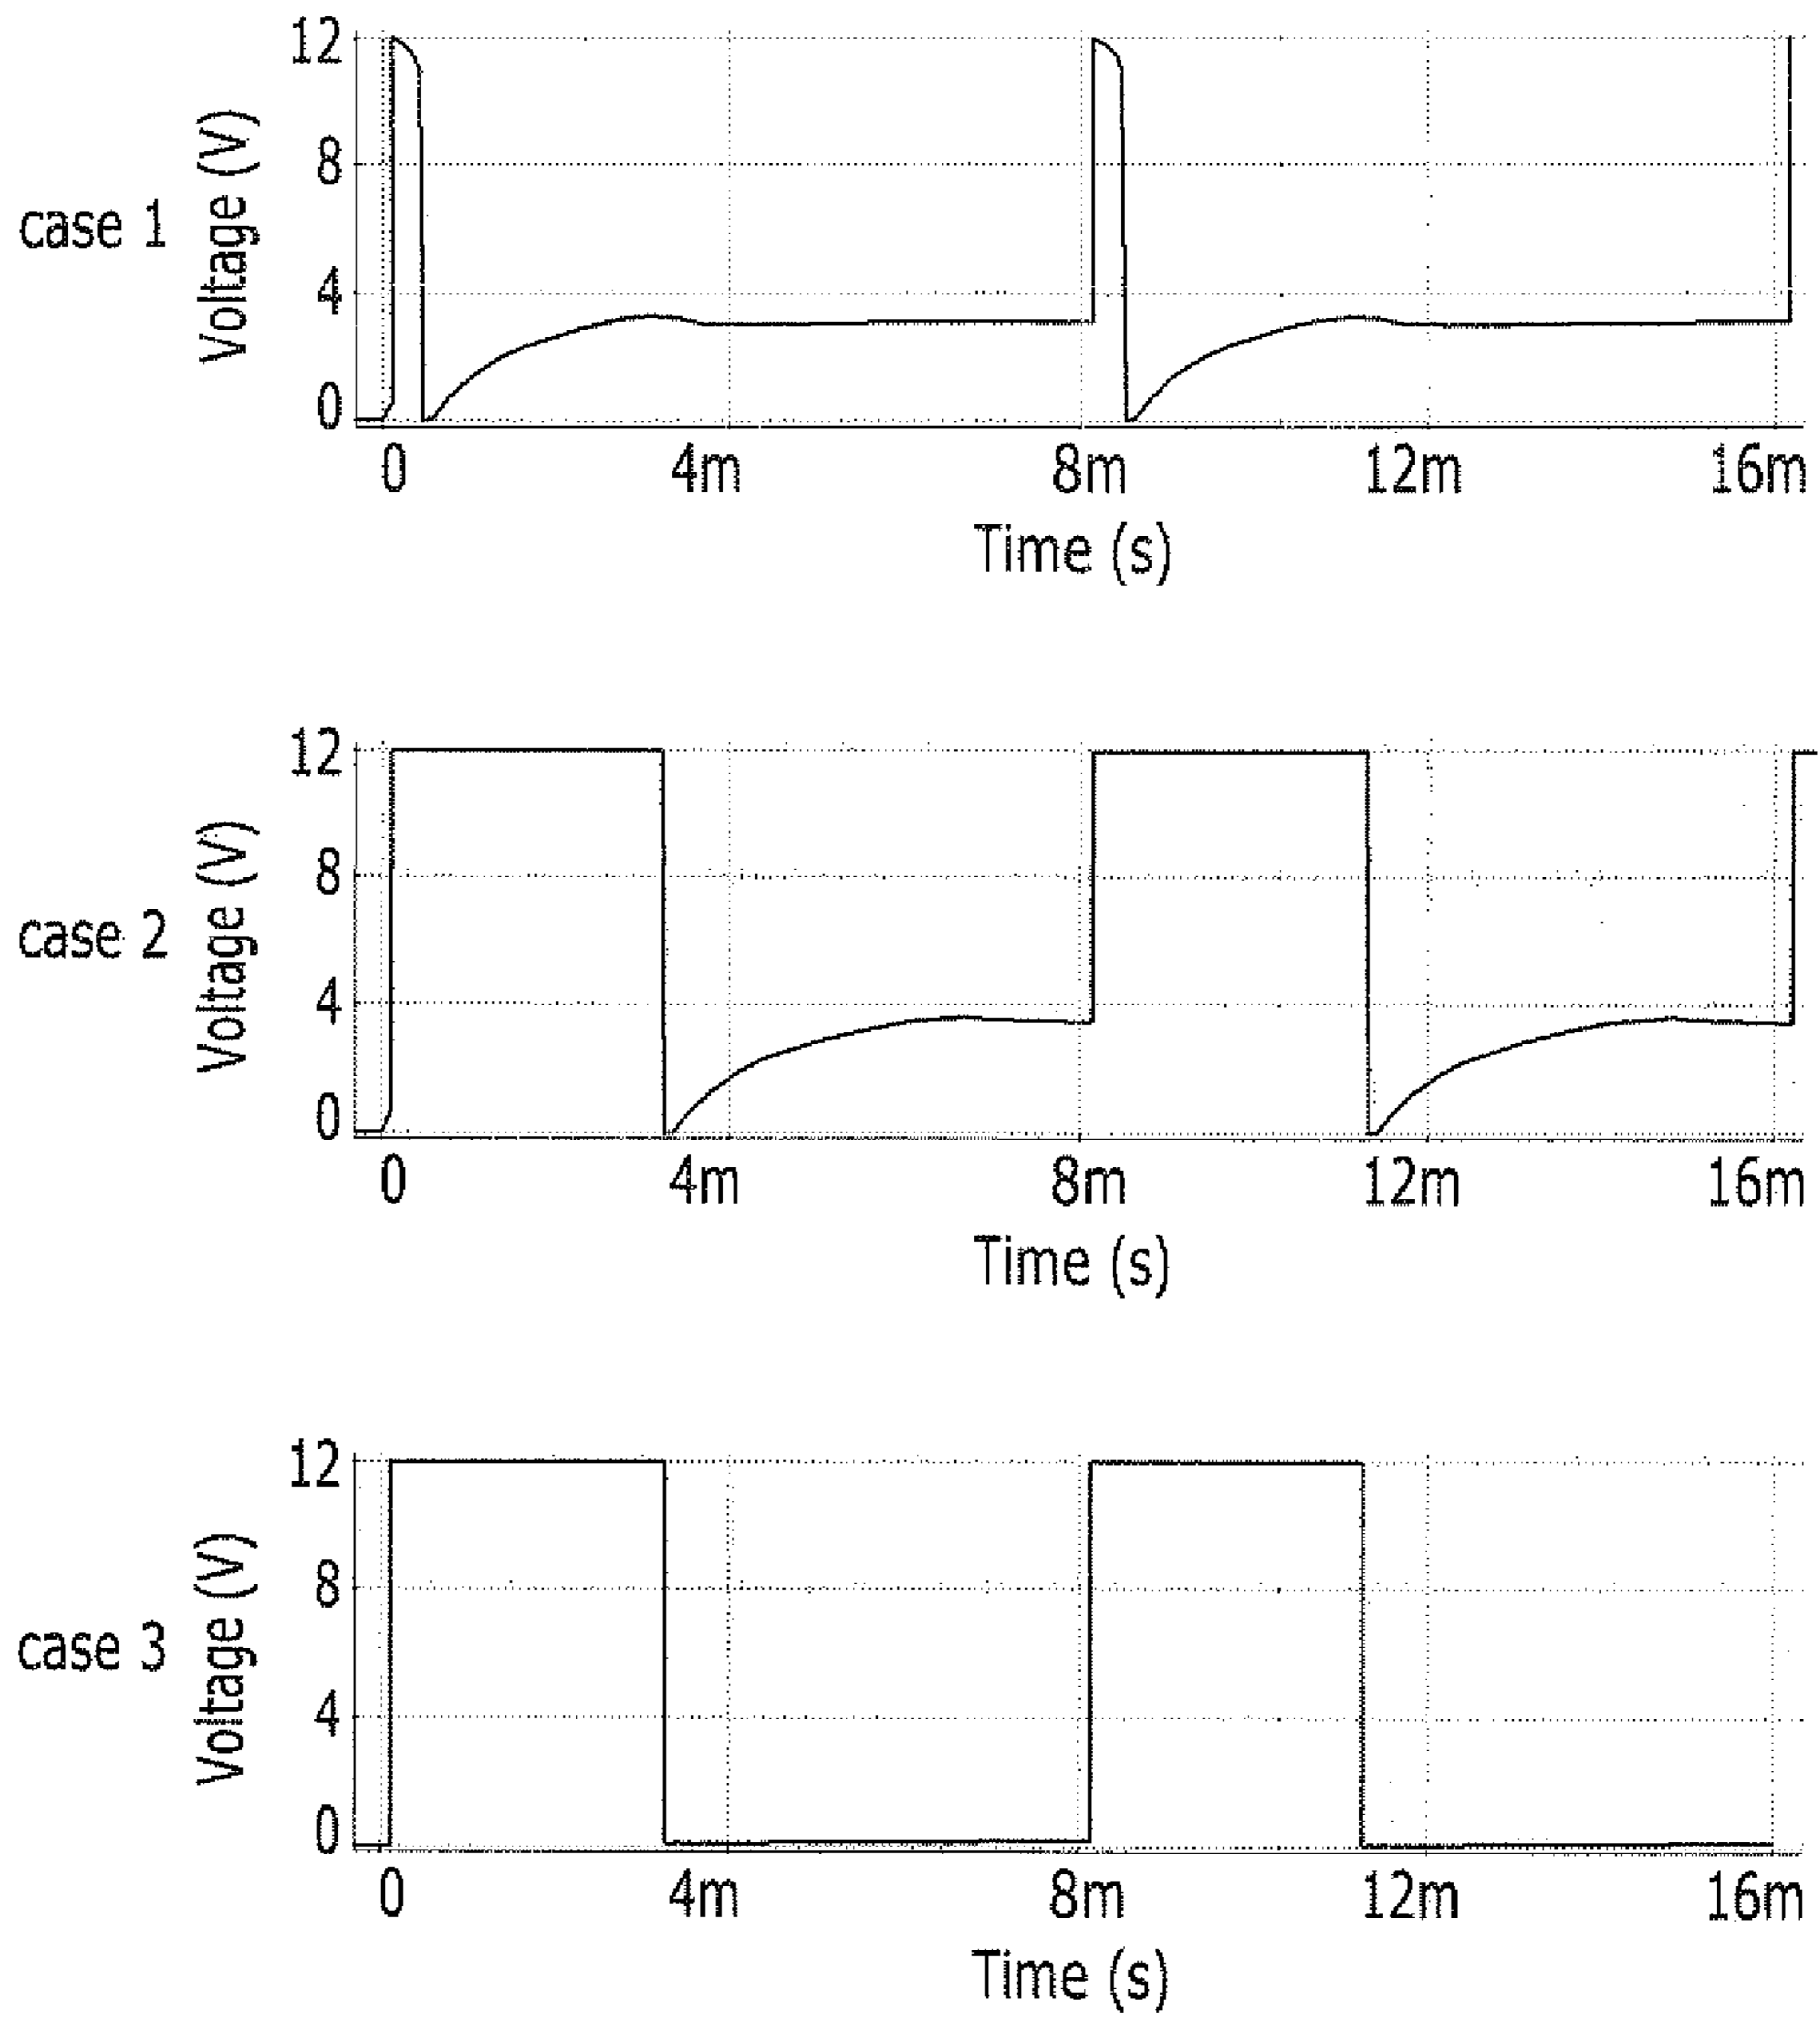 case 1
Voltage (V)
12
8
4
0
0 4m 8m 12m 16m
Time (s)
case 2
Voltage (V)
12
8
4
0
0 4m 8m 12m 16m
Time (s)
case 3
Voltage (V)
12
8
4
0
0 4m 8m 12m 16m
Time (s)